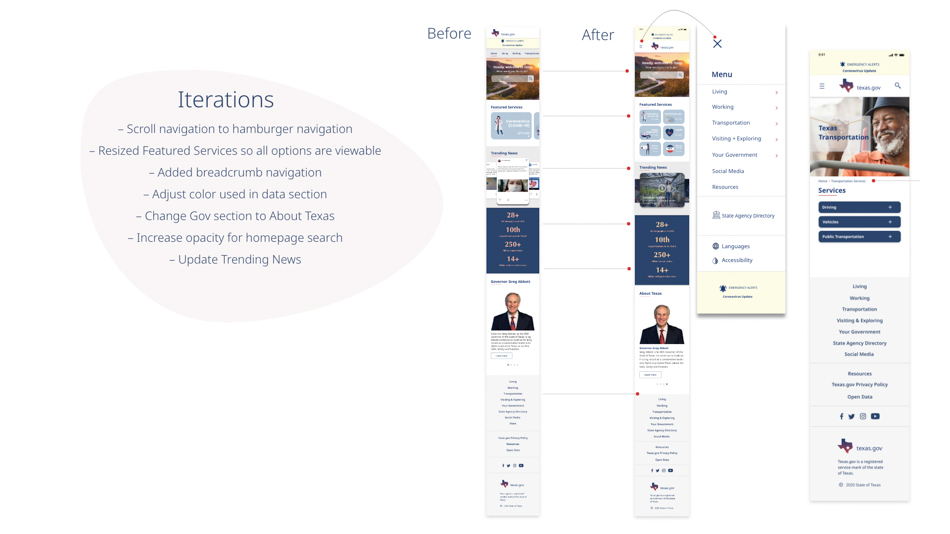 Iterations
– Scroll navigation to hamburger navigation
– Resized Featured Services so all options are viewable
– Added breadcrumb navigation
– Adjust color used in data section
– Change Gov section to About Texas
– Increase opacity for homepage search
– Update Trending News
Before
texas.gov
EMERGENCY ALERTS
Coronavirus Update
Featured Services
Trending News
28+
10th
250+
14+
Governor Greg Abbott
Living
Working
Transportation
Visiting & Exploring
Your Government
State Agency Directory
Social Media
Texas.gov Privacy Policy
Resources
Open Data
texas.gov
After
texas.gov
Featured Services
Trending News
28+
10th
250+
14+
About Texas
Governor Greg Abbott
Living
Working
Transportation
Visiting & Exploring
Your Government
State Agency Directory
Social Media
Resources
Texas.gov Privacy Policy
Open Data
texas.gov
Menu
Living
Working
Transportation
Visiting + Exploring
Your Government
Social Media
Resources
State Agency Directory
Languages
Accessibility
EMERGENCY ALERTS
Coronavirus Update
9:41
EMERGENCY ALERTS
Coronavirus Update
texas.gov
Texas
Transportation
Home > Transportation Services
Services
Driving +
Vehicles +
Public Transportation +
Living
Working
Transportation
Visiting & Exploring
Your Government
State Agency Directory
Social Media
Resources
Texas.gov Privacy Policy
Open Data
texas.gov
Texas.gov is a registered
service mark of the state
of Texas.
© 2020 State of Texas